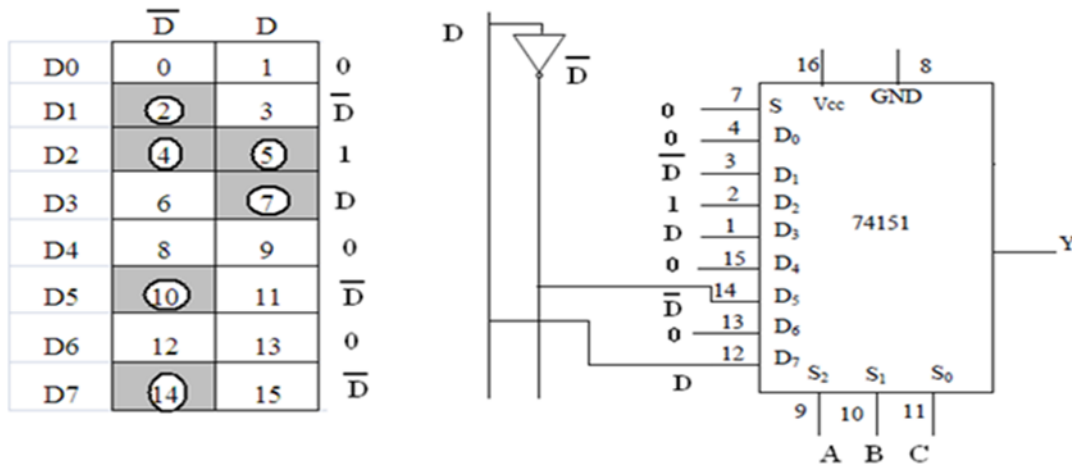 D̅ D
D0 0 1 0
D1 2 3 D̅
D2 4 5 1
D3 6 7 D
D4 8 9 0
D5 10 11 D̅
D6 12 13 0
D7 14 15 D̅
D
D̅
16 8
Vcc GND
0 7 S
0 4 D₀
D̅ 3 D₁
1 2 D₂
D 1 D₃
0 15 D₄
D̅ 14 D₅
0 13 D₆
D 12 D₇
74151
Y
S₂ S₁ S₀
9 10 11
A B C